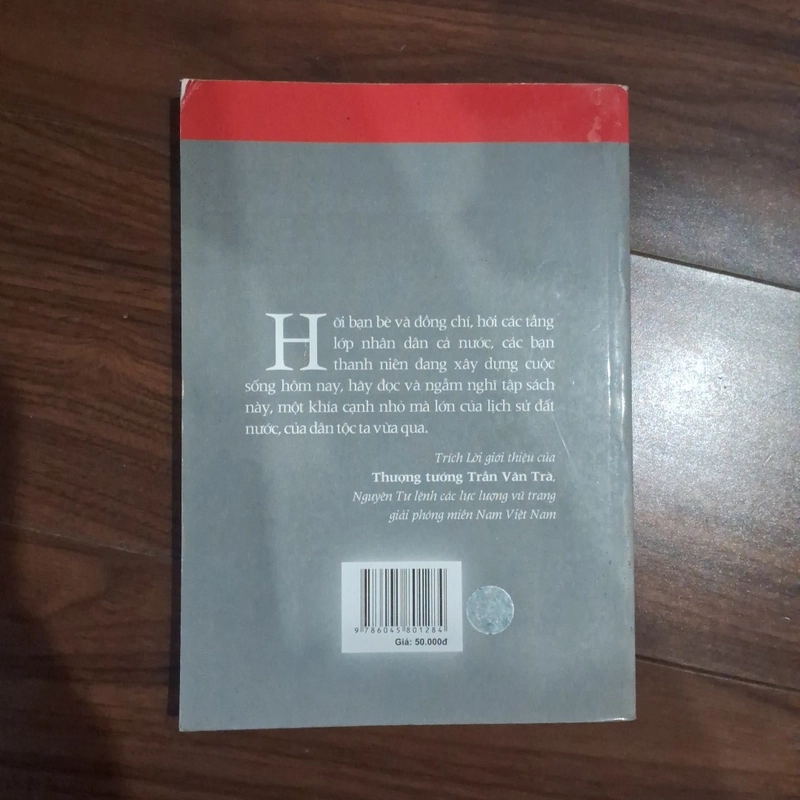 Hỡi bạn bè và đồng chí, hỡi các tầng
lớp nhân dân cả nước, các bạn
thanh niên đang xây dựng cuộc
sống hôm nay, hãy đọc và ngẫm nghĩ tập sách
này, một khía cạnh nhỏ mà lớn của lịch sử đất
nước, của dân tộc ta vừa qua.
Trích Lời giới thiệu của
Thượng tướng Trần Văn Trà,
Nguyên Tư lệnh các lực lượng vũ trang
giải phóng miền Nam Việt Nam
9 786045 801284
Giá: 50.000đ